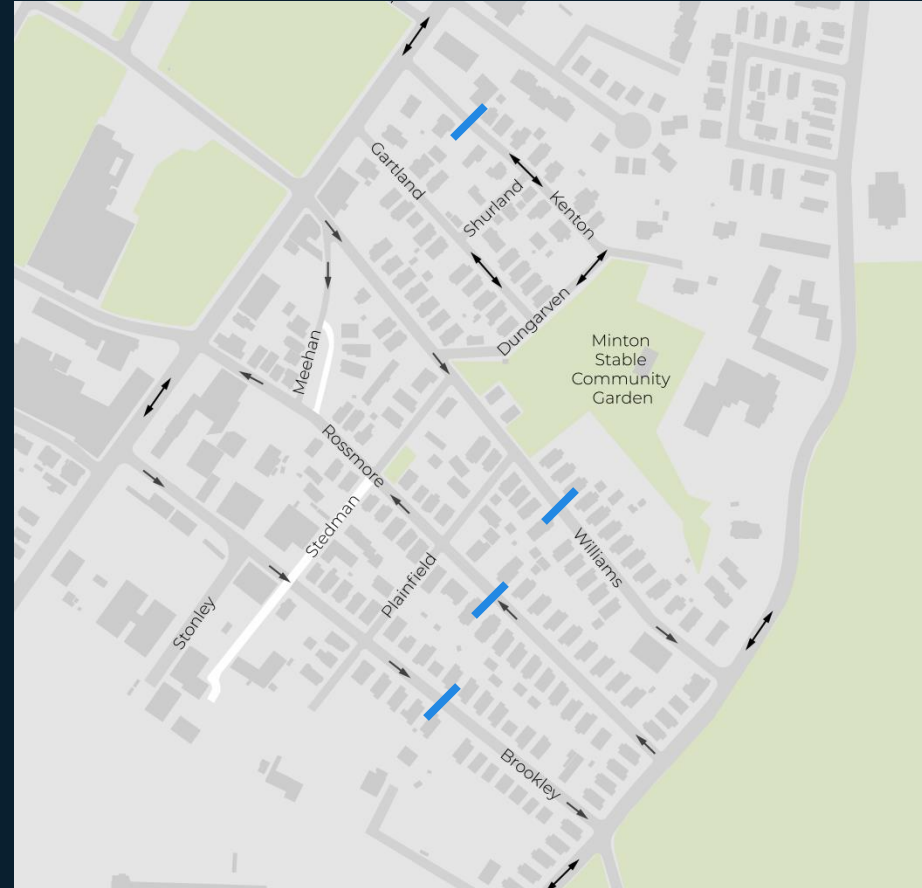 Gartland
Shurland
Kenton
Dungarven
Minton
Stable
Community
Garden
Meehan
Rossmore
Stedman
Williams
Plainfield
Stonley
Brookley